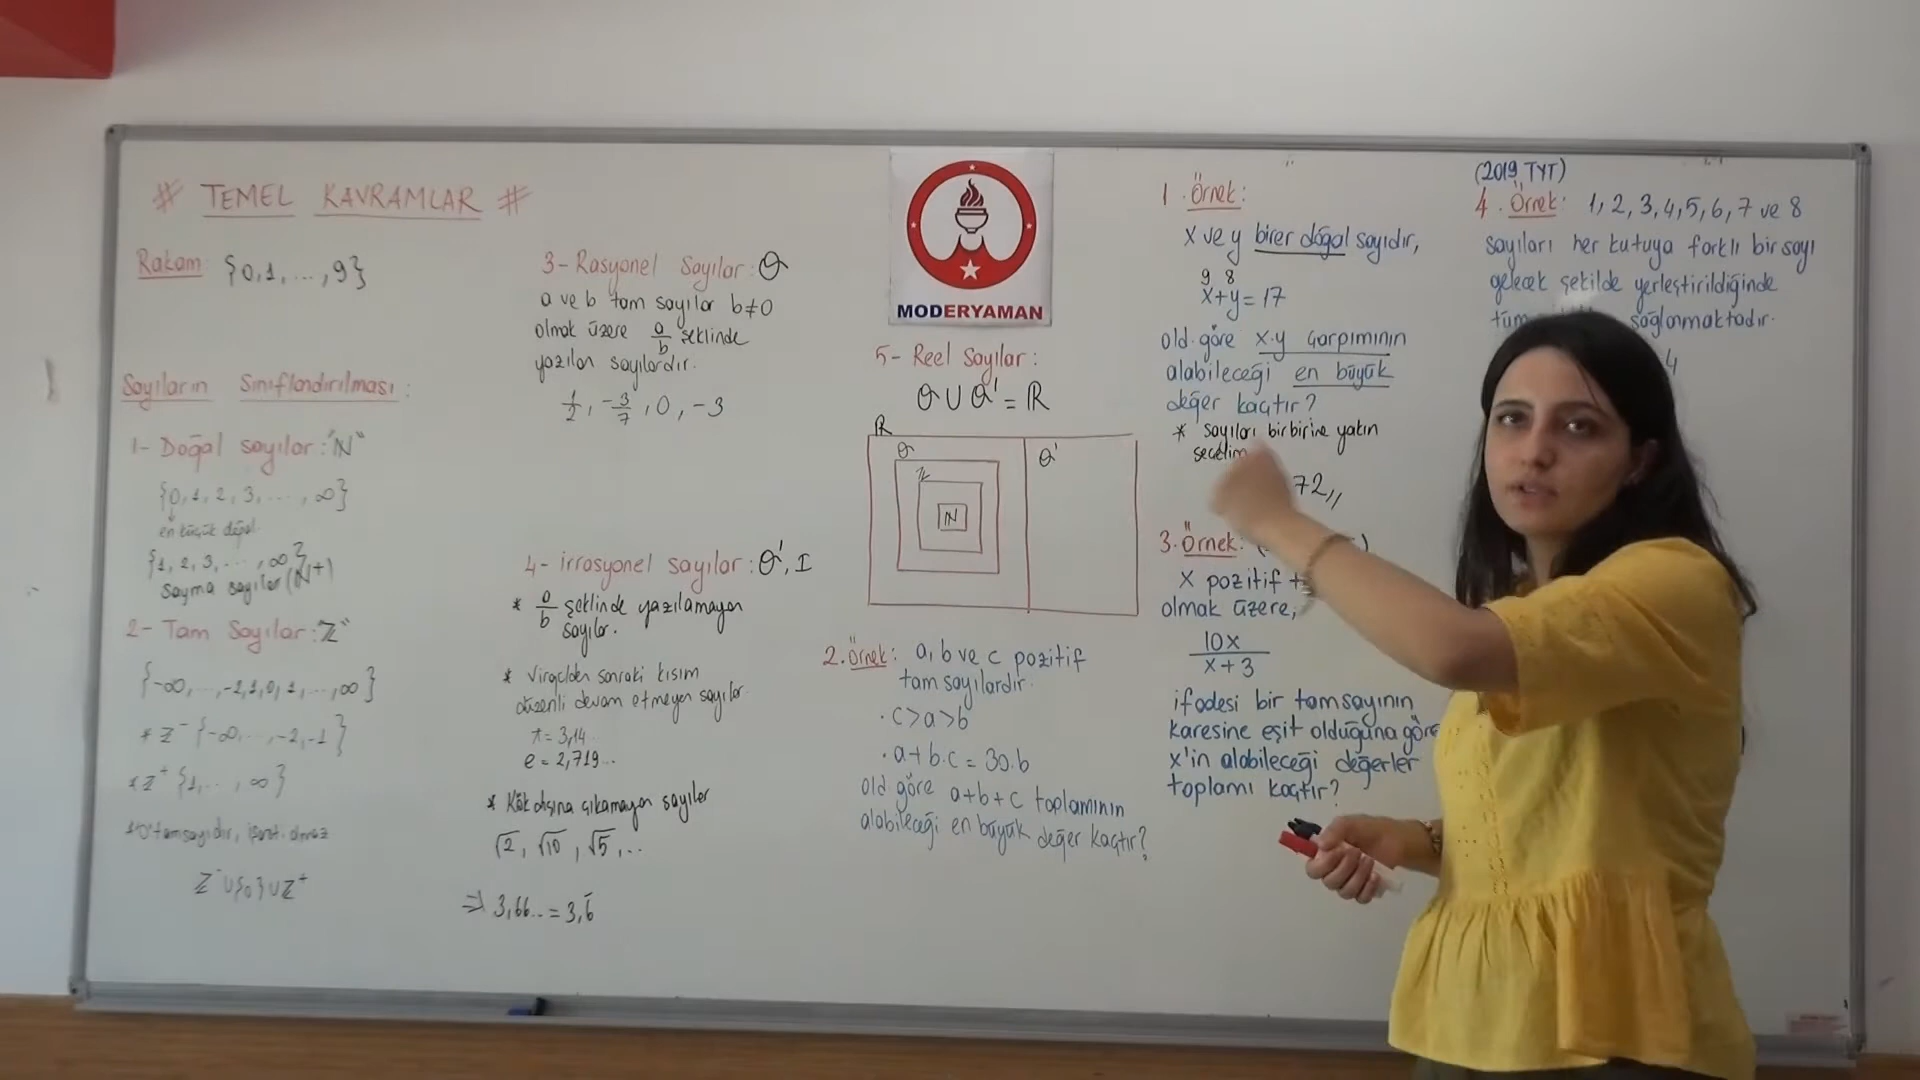 # TEMEL KAVRAMLAR #
Rakam: {0,1,...,9}
Sayıların Sınıflandırılması:
1- Doğal sayılar: "N"
{0,1,2,3,...,∞}
en küçük doğal
{1,2,3,...,∞}
Sayma sayılar (N+)
2- Tam Sayılar: Z"
{-∞,...,-2,1,0,1,...,∞}
* Z⁻ {-∞,...,-2,-1}
* Z⁺ {1,...,∞}
Z⁻∪{0}∪Z⁺
3- Rasyonel Sayılar: Q
a ve b tam sayılar b≠0
olmak üzere a/b şeklinde
yazılan sayılardır.
1/2, -3/7, 0, -3
4- irrasyonel sayılar: Q', I
* a/b şeklinde yazılamayan
sayılar.
* Virgülden sonraki kısım
düzenli devam etmeyen sayılar
π = 3,14..
e = 2,719...
* Kök dışına çıkamayan sayılar
√2, √10, √5, ...
⇒ 3,66.. = 3,6̄
MODERYAMAN
5- Reel Sayılar:
Q ∪ Q' = R
R
Q
Q'
Z
N
2. Örnek: a, b ve c pozitif
tam sayılardır.
· c>a>b
· a+b.c = 30.b
old. göre a+b+c toplamının
alabileceği en büyük değer kaçtır?
1. Örnek:
x ve y birer doğal sayıdır,
9 8
x+y = 17
old. göre x.y çarpımının
alabileceği en büyük
değer kaçtır?
* sayıları birbirine yakın
seçelim
72,,
3. Örnek: (
x pozitif
olmak üzere,
10x
x+3
ifadesi bir tamsayının
karesine eşit olduğuna göre
x'in alabileceği değerler
toplamı kaçtır?
(2019 TYT)
4. Örnek: 1, 2, 3, 4, 5, 6, 7 ve 8
sayıları her kutuya farklı bir sayı
gelecek şekilde yerleştirildiğinde
tüm sağlanmaktadır.
4